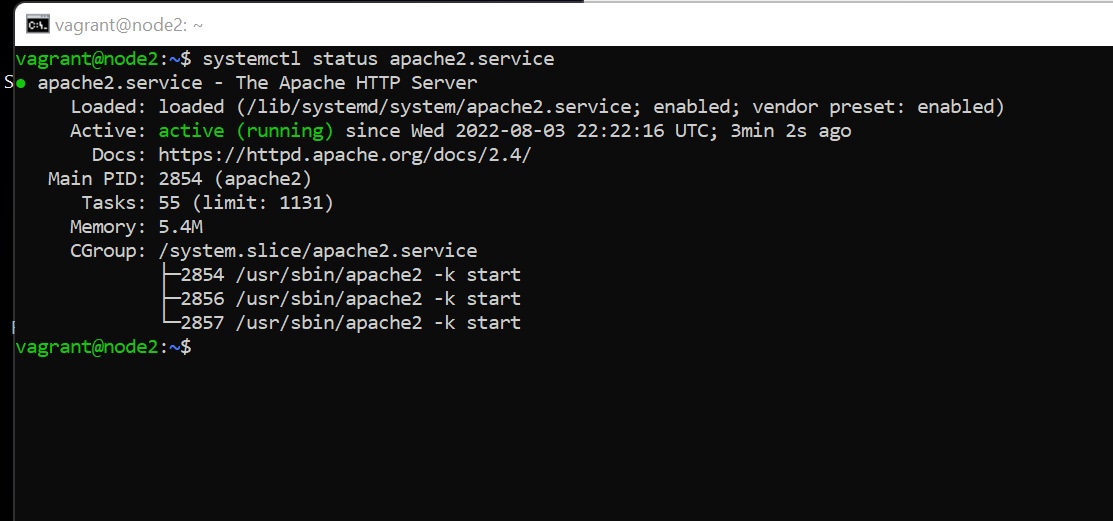 vagrant@node2: ~
vagrant@node2:~$ systemctl status apache2.service
● apache2.service - The Apache HTTP Server
     Loaded: loaded (/lib/systemd/system/apache2.service; enabled; vendor preset: enabled)
     Active: active (running) since Wed 2022-08-03 22:22:16 UTC; 3min 2s ago
       Docs: https://httpd.apache.org/docs/2.4/
   Main PID: 2854 (apache2)
      Tasks: 55 (limit: 1131)
     Memory: 5.4M
     CGroup: /system.slice/apache2.service
             ├─2854 /usr/sbin/apache2 -k start
             ├─2856 /usr/sbin/apache2 -k start
             └─2857 /usr/sbin/apache2 -k start
vagrant@node2:~$